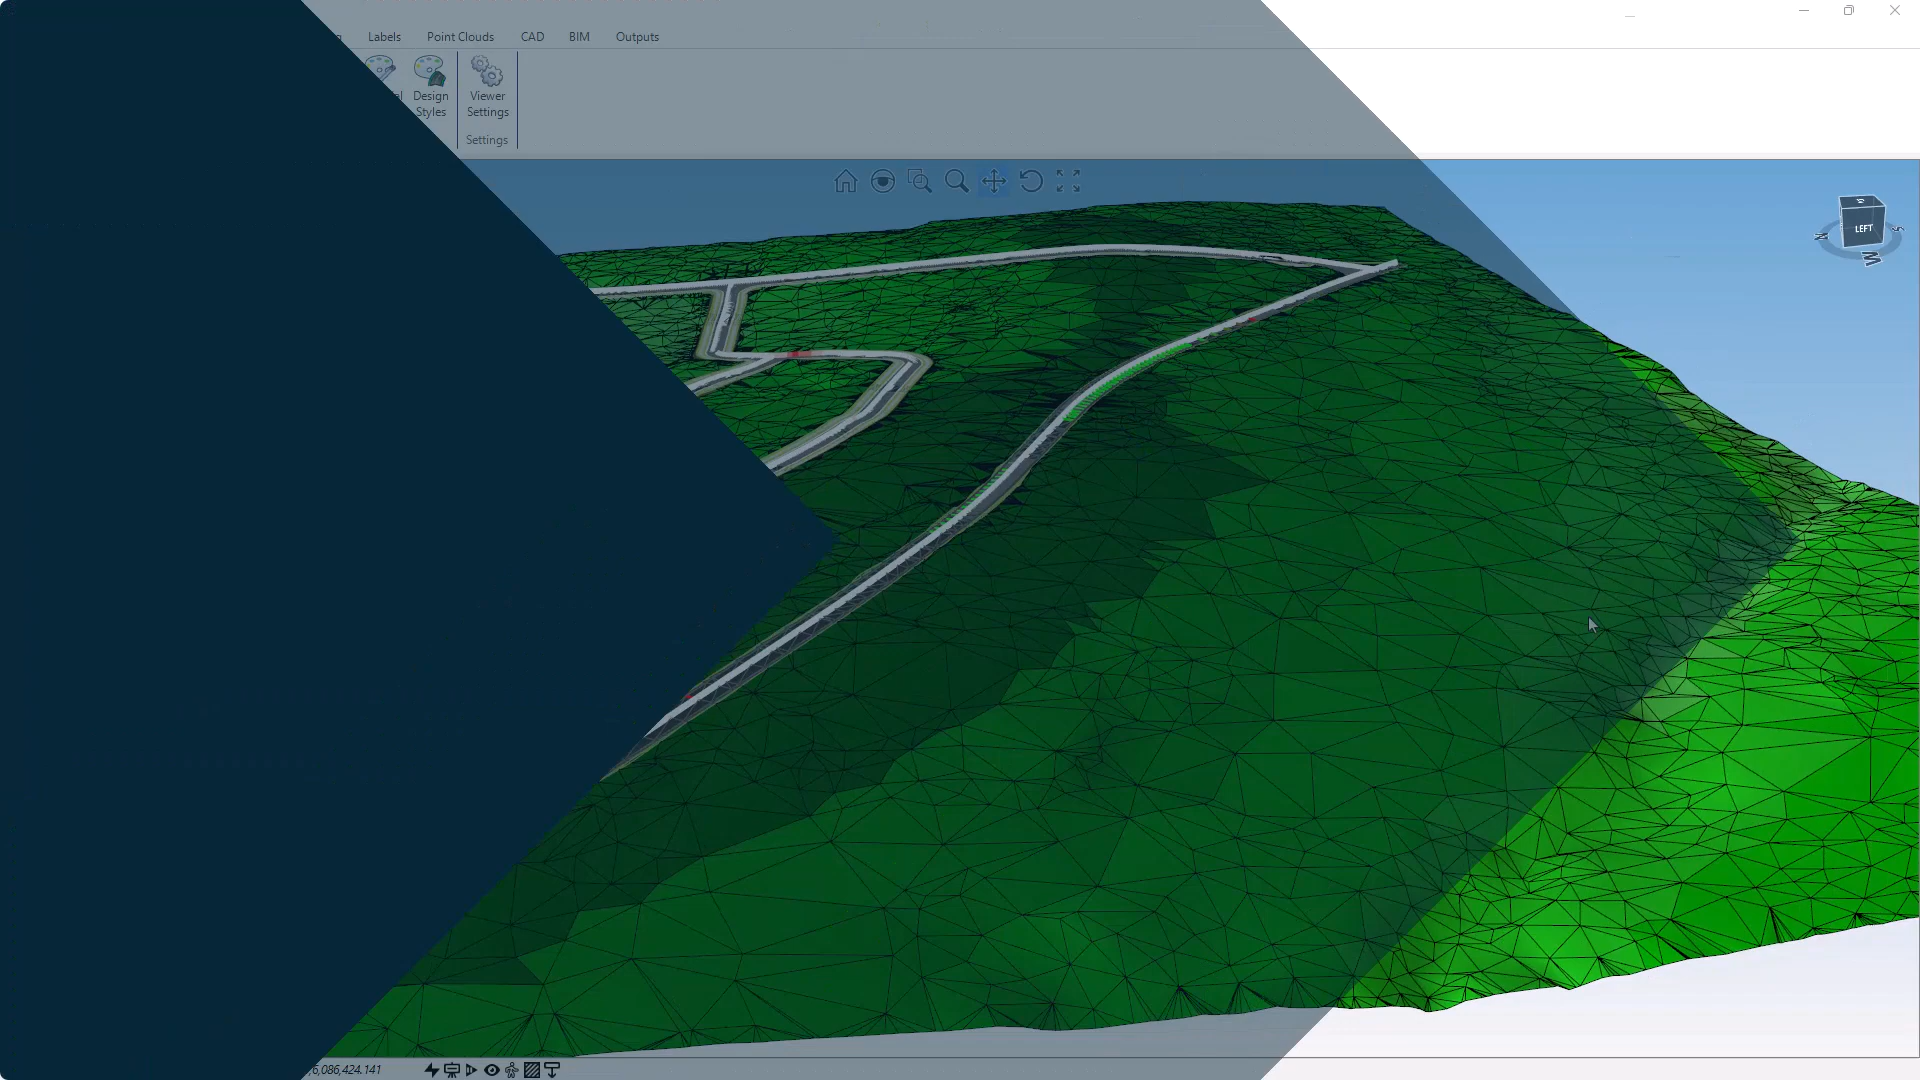 Labels Point Clouds CAD BIM Outputs
Design Styles
Viewer Settings
Settings
N
LEFT
S
W
6,086,424.141